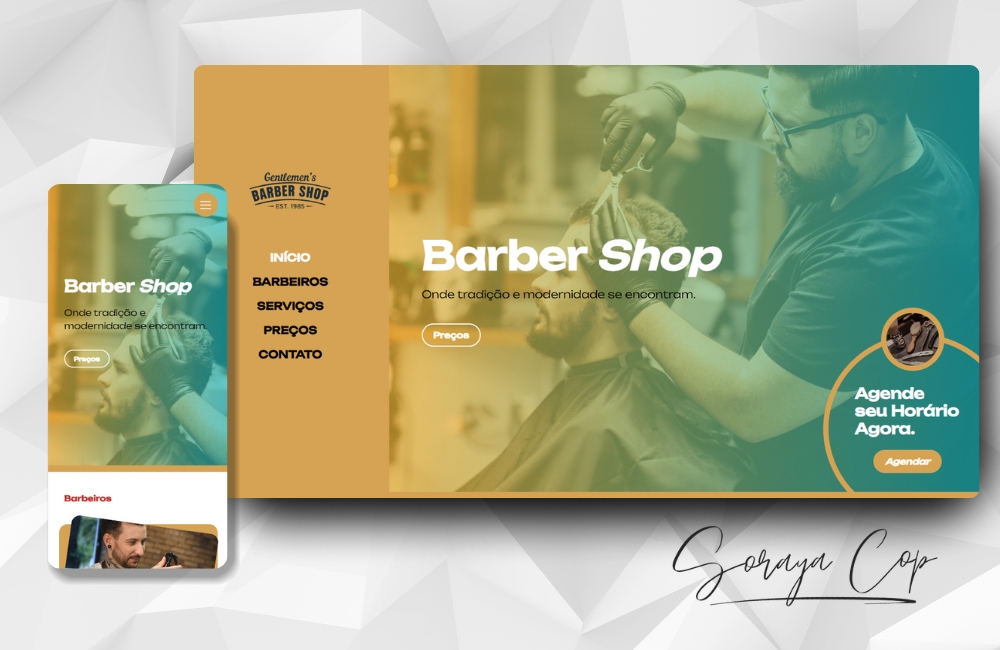 Gentlemen's
BARBER SHOP
EST. 1985
INÍCIO
BARBEIROS
SERVIÇOS
PREÇOS
CONTATO
Barber Shop
Onde tradição e modernidade se encontram.
Preços
Agende
seu Horário
Agora.
Agendar
Barber Shop
Onde tradição e
modernidade se encontram.
Preços
Barbeiros
Soraya Cop